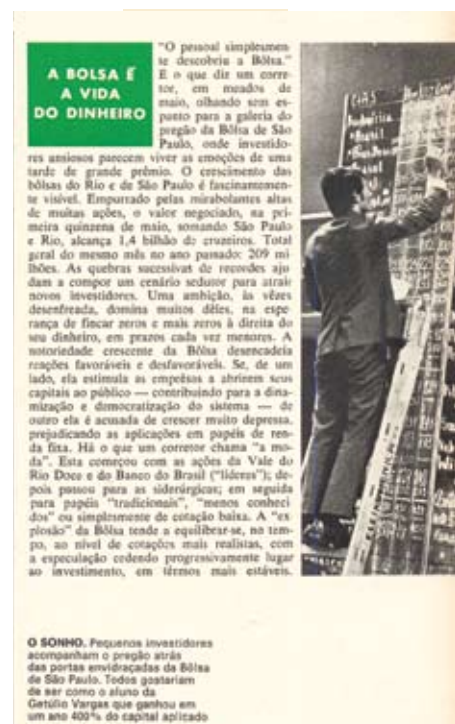 A BOLSA É
A VIDA
DO DINHEIRO
"O pessoal simplesmen-
te descobriu a Bôlsa."
É o que diz um corre-
tor, em meados de
maio, olhando sem es-
panto para a galeria do
pregão da Bôlsa de São
Paulo, onde investido-
res ansiosos parecem viver as emoções de uma
tarde de grande prêmio. O crescimento das
bôlsas do Rio e de São Paulo é fascinantemen-
te visível. Empurrado pelas mirabolantes altas
de muitas ações, o valor negociado, na pri-
meira quinzena de maio, somando São Paulo
e Rio, alcança 1,4 bilhão de cruzeiros. Total
geral do mesmo mês no ano passado: 209 mi-
lhões. As quebras sucessivas de recordes aju-
dam a compor um cenário sedutor para atrair
novos investidores. Uma ambição, às vêzes
desenfreada, domina muitos dêles, na espe-
rança de fincar zeros e mais zeros à direita do
seu dinheiro, em prazos cada vez menores. A
notoriedade crescente da Bôlsa desencadeia
reações favoráveis e desfavoráveis. Se, de um
lado, ela estimula as emprêsas a abrirem seus
capitais ao público — contribuindo para a dina-
mização e democratização do sistema — de
outro ela é acusada de crescer muito depressa,
prejudicando as aplicações em papéis de ren-
da fixa. Há o que um corretor chama "a mo-
da". Esta começou com as ações da Vale do
Rio Doce e do Banco do Brasil ("líderes"); de-
pois passou para as siderúrgicas; em seguida
para papéis "tradicionais", "menos conheci-
dos" ou simplesmente de cotação baixa. A "ex-
plosão" da Bôlsa tende a equilibrar-se, no tem-
po, ao nível de cotações mais realistas, com
a especulação cedendo progressivamente lugar
ao investimento, em têrmos mais estáveis.
O SONHO. Pequenos investidores
acompanham o pregão atrás
das portas envidraçadas da Bôlsa
de São Paulo. Todos gostariam
de ser como o aluno da
Getúlio Vargas que ganhou em
um ano 400% do capital aplicado